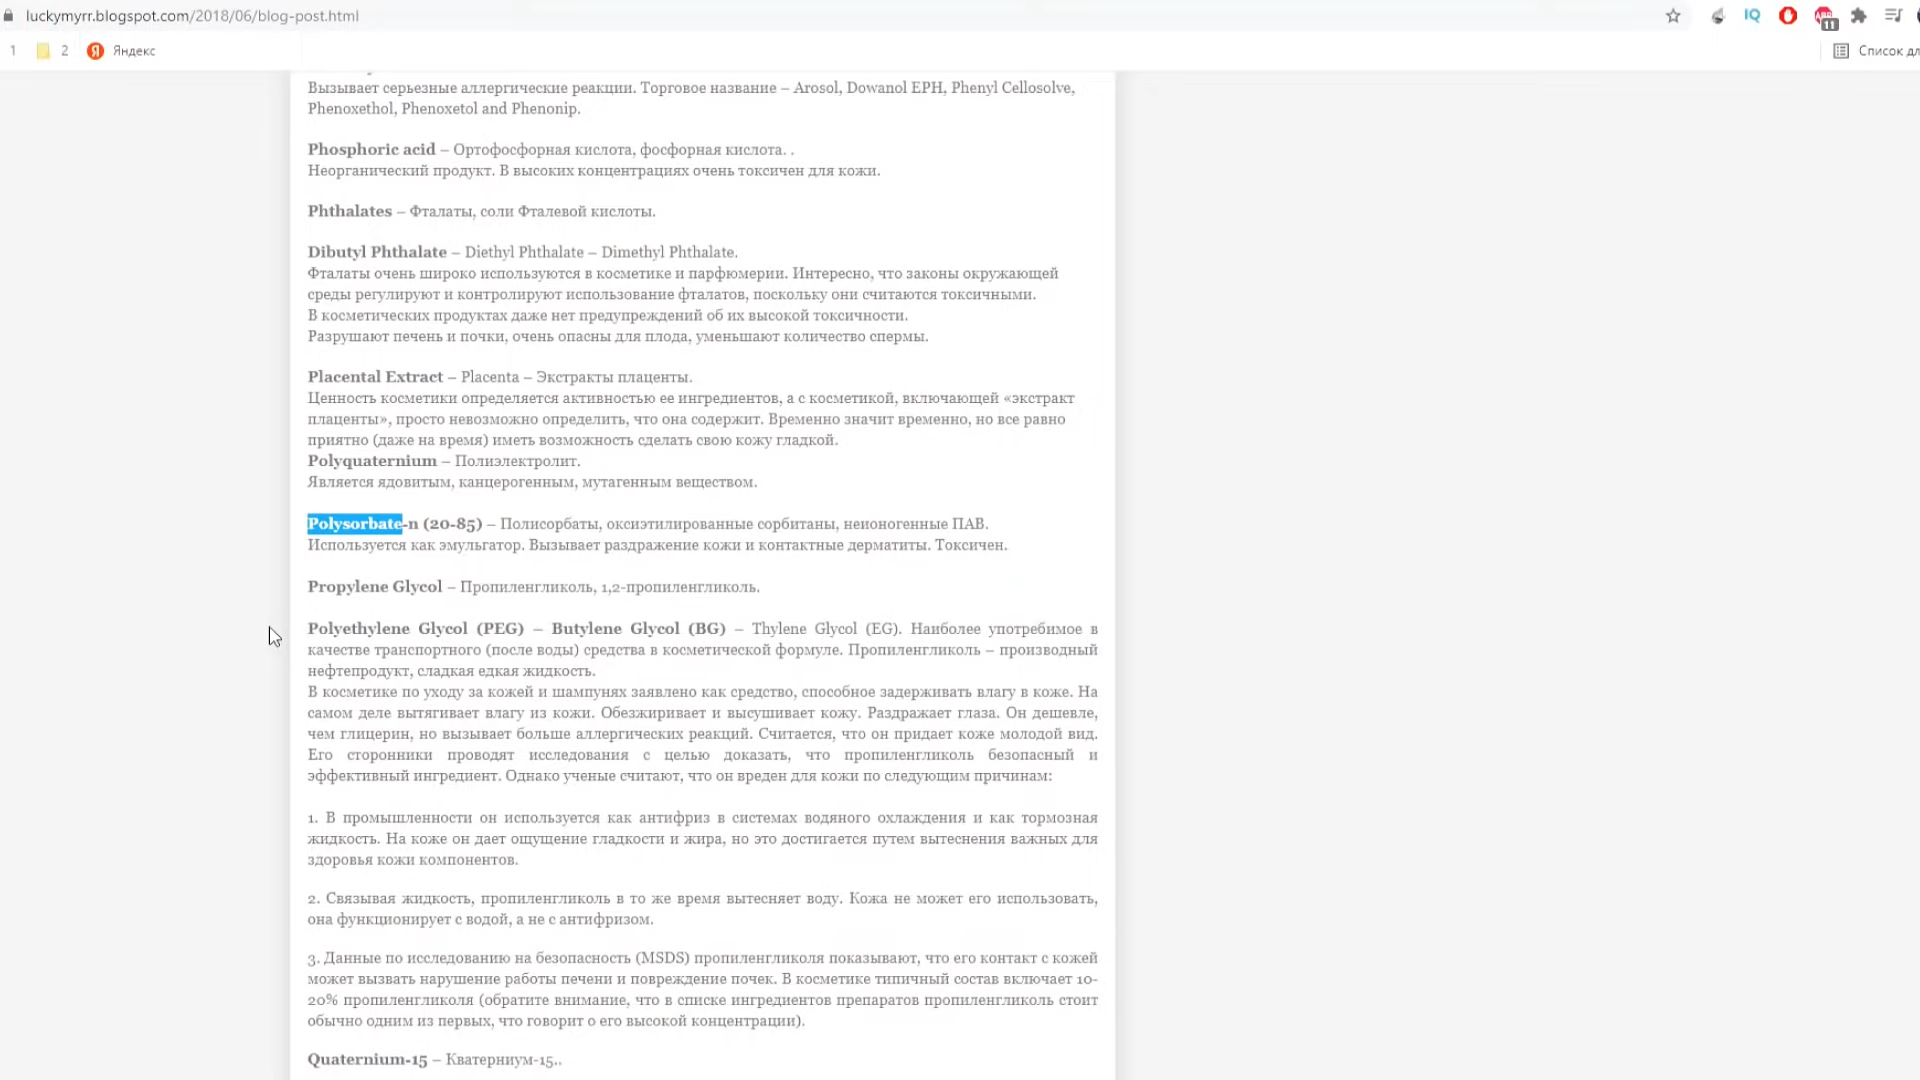 luckymyrr.blogspot.com/2018/06/blog-post.html
IQ
ABP
11
1
2
Я Яндекс
Список дл
Вызывает серьезные аллергические реакции. Торговое название – Arosol, Dowanol EPH, Phenyl Cellosolve,
Phenoxethol, Phenoxetol and Phenonip.
Phosphoric acid – Ортофосфорная кислота, фосфорная кислота. .
Неорганический продукт. В высоких концентрациях очень токсичен для кожи.
Phthalates – Фталаты, соли Фталевой кислоты.
Dibutyl Phthalate – Diethyl Phthalate – Dimethyl Phthalate.
Фталаты очень широко используются в косметике и парфюмерии. Интересно, что законы окружающей
среды регулируют и контролируют использование фталатов, поскольку они считаются токсичными.
В косметических продуктах даже нет предупреждений об их высокой токсичности.
Разрушают печень и почки, очень опасны для плода, уменьшают количество спермы.
Placental Extract – Placenta – Экстракты плаценты.
Ценность косметики определяется активностью ее ингредиентов, а с косметикой, включающей «экстракт
плаценты», просто невозможно определить, что она содержит. Временно значит временно, но все равно
приятно (даже на время) иметь возможность сделать свою кожу гладкой.
Polyquaternium – Полиэлектролит.
Является ядовитым, канцерогенным, мутагенным веществом.
Polysorbate-n (20-85) – Полисорбаты, оксиэтилированные сорбитаны, неионогенные ПАВ.
Используется как эмульгатор. Вызывает раздражение кожи и контактные дерматиты. Токсичен.
Propylene Glycol – Пропиленгликоль, 1,2-пропиленгликоль.
Polyethylene Glycol (PEG) – Butylene Glycol (BG) – Thylene Glycol (EG). Наиболее употребимое в
качестве транспортного (после воды) средства в косметической формуле. Пропиленгликоль – производный
нефтепродукт, сладкая едкая жидкость.
В косметике по уходу за кожей и шампунях заявлено как средство, способное задерживать влагу в коже. На
самом деле вытягивает влагу из кожи. Обезжиривает и высушивает кожу. Раздражает глаза. Он дешевле,
чем глицерин, но вызывает больше аллергических реакций. Считается, что он придает коже молодой вид.
Его сторонники проводят исследования с целью доказать, что пропиленгликоль безопасный и
эффективный ингредиент. Однако ученые считают, что он вреден для кожи по следующим причинам:
1. В промышленности он используется как антифриз в системах водяного охлаждения и как тормозная
жидкость. На коже он дает ощущение гладкости и жира, но это достигается путем вытеснения важных для
здоровья кожи компонентов.
2. Связывая жидкость, пропиленгликоль в то же время вытесняет воду. Кожа не может его использовать,
она функционирует с водой, а не с антифризом.
3. Данные по исследованию на безопасность (MSDS) пропиленгликоля показывают, что его контакт с кожей
может вызвать нарушение работы печени и повреждение почек. В косметике типичный состав включает 10-
20% пропиленгликоля (обратите внимание, что в списке ингредиентов препаратов пропиленгликоль стоит
обычно одним из первых, что говорит о его высокой концентрации).
Quaternium-15 – Кватерниум-15..